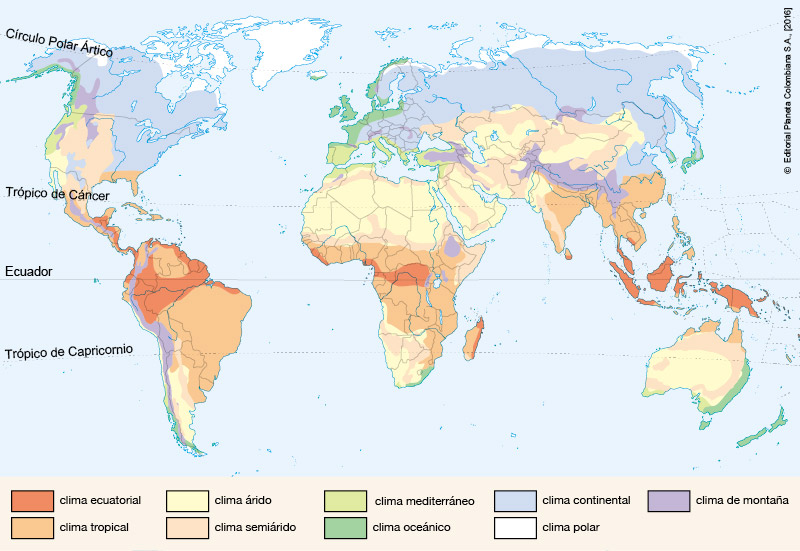 Círculo Polar Ártico
Trópico de Cáncer
Ecuador
Trópico de Capricornio
© Editorial Planeta Colombiana S.A., [2016]
clima ecuatorial
clima árido
clima mediterráneo
clima continental
clima de montaña
clima tropical
clima semiárido
clima oceánico
clima polar